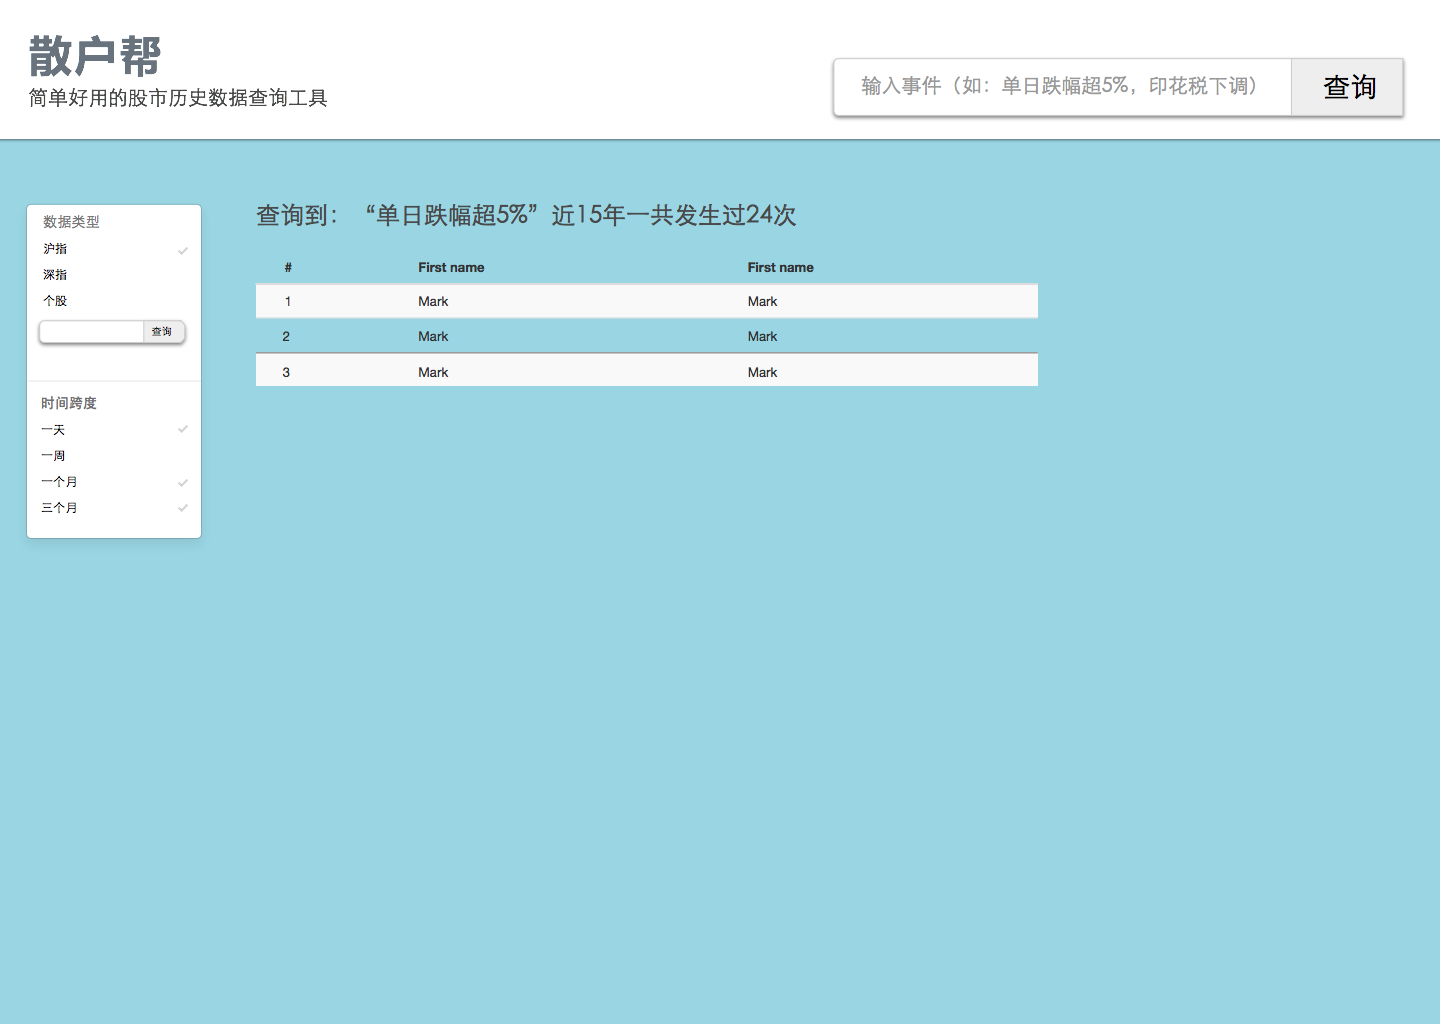 散户帮
简单好用的股市历史数据查询工具
输入事件（如：单日跌幅超5%，印花税下调） 查询
数据类型
沪指
深指
个股
查询
时间跨度
一天
一周
一个月
三个月
查询到：“单日跌幅超5%”近15年一共发生过24次
# First name First name
1 Mark Mark
2 Mark Mark
3 Mark Mark